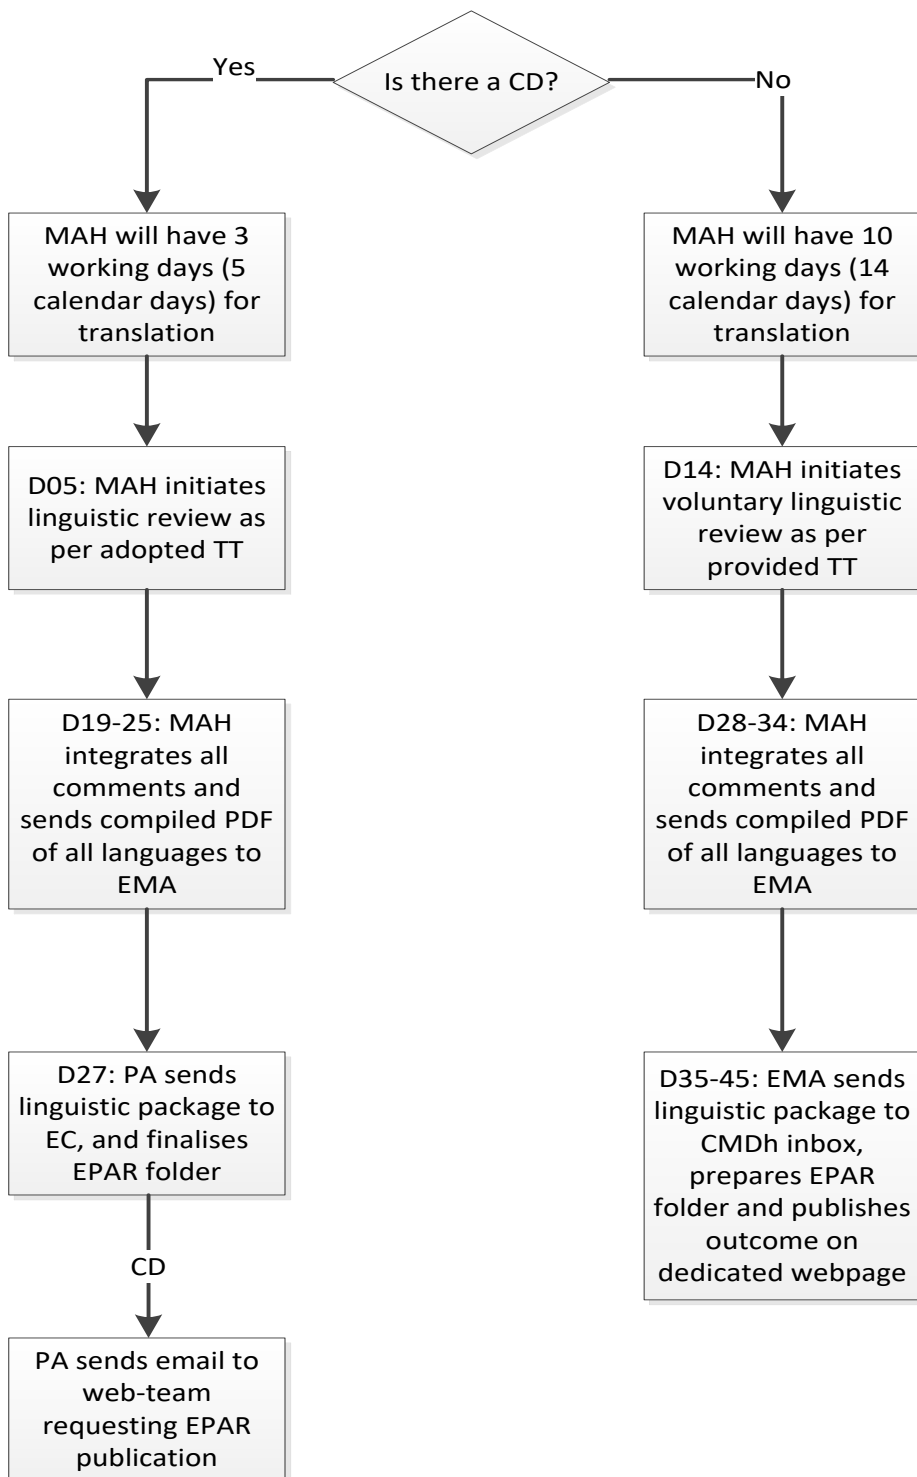 Is there a CD?
Yes
No
MAH will have 3
working days (5
calendar days) for
translation
MAH will have 10
working days (14
calendar days) for
translation
D05: MAH initiates
linguistic review as
per adopted TT
D14: MAH initiates
voluntary linguistic
review as per
provided TT
D19-25: MAH
integrates all
comments and
sends compiled PDF
of all languages to
EMA
D28-34: MAH
integrates all
comments and
sends compiled PDF
of all languages to
EMA
D27: PA sends
linguistic package to
EC, and finalises
EPAR folder
D35-45: EMA sends
linguistic package to
CMDh inbox,
prepares EPAR
folder and publishes
outcome on
dedicated webpage
CD
PA sends email to
web-team
requesting EPAR
publication